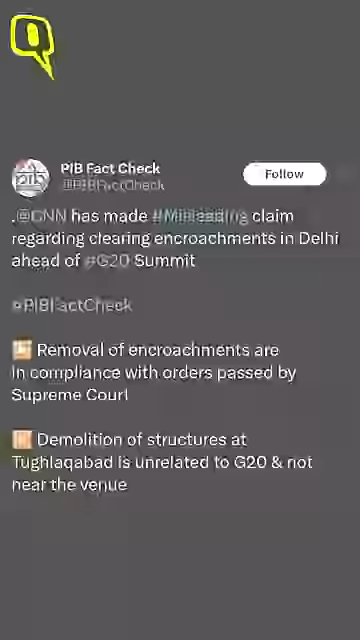 PIB Fact Check
@PIBFactCheck
Follow
.@CNN has made #Misleading claim
regarding clearing encroachments in Delhi
ahead of #G20 Summit
#PIBFactCheck
Removal of encroachments are
in compliance with orders passed by
Supreme Court
Demolition of structures at
Tughlaqabad is unrelated to G20 & not
near the venue